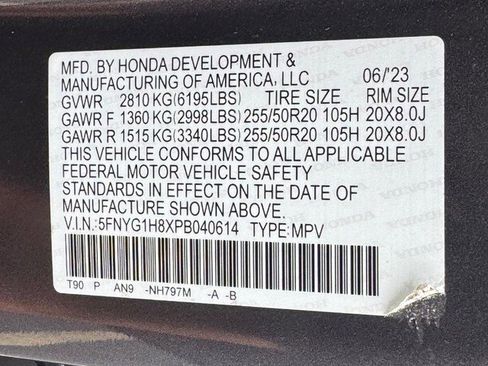 MFD. BY HONDA DEVELOPMENT &
MANUFACTURING OF AMERICA, LLC 06/'23
GVWR 2810 KG(6195LBS) TIRE SIZE RIM SIZE
GAWR F 1360 KG(2998LBS) 255/50R20 105H 20X8.0J
GAWR R 1515 KG(3340LBS) 255/50R20 105H 20X8.0J
THIS VEHICLE CONFORMS TO ALL APPLICABLE
FEDERAL MOTOR VEHICLE SAFETY
STANDARDS IN EFFECT ON THE DATE OF
MANUFACTURE SHOWN ABOVE.
V.I.N.:5FNYG1H8XPB040614 TYPE:MPV
T90 P AN9 -NH797M -A -B